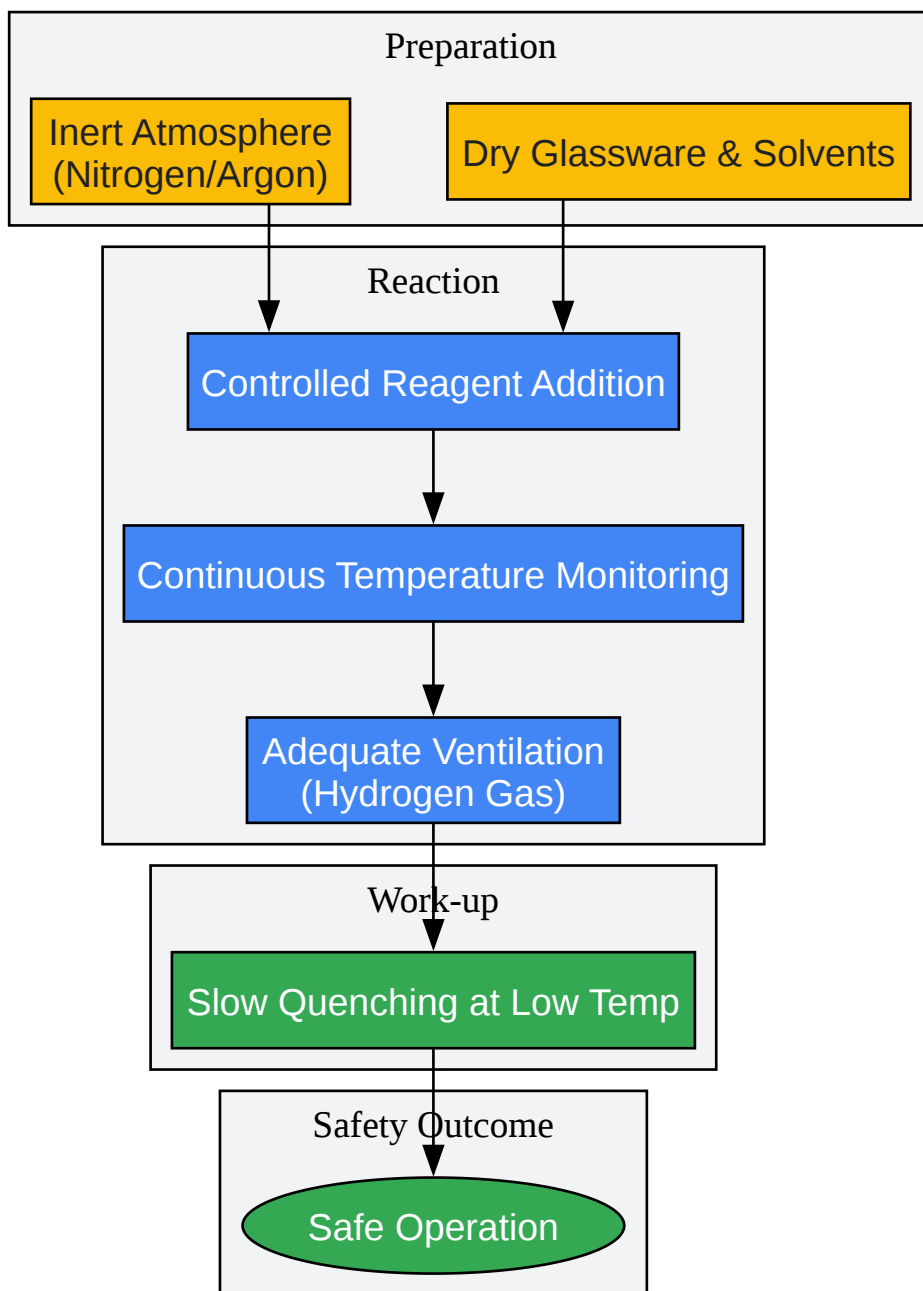 Preparation
Inert Atmosphere
(Nitrogen/Argon)
Dry Glassware & Solvents
Reaction
Controlled Reagent Addition
Continuous Temperature Monitoring
Adequate Ventilation
(Hydrogen Gas)
Work-up
Slow Quenching at Low Temp
Safety Outcome
Safe Operation